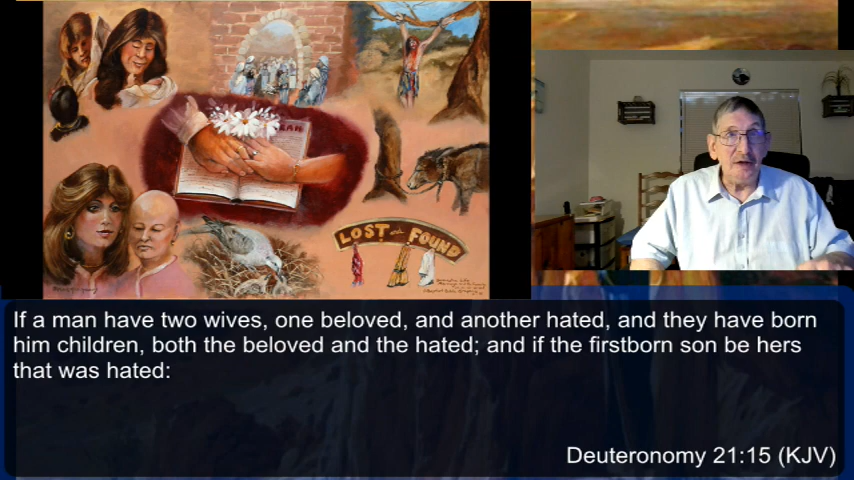 LOST and FOUND
If a man have two wives, one beloved, and another hated, and they have born
him children, both the beloved and the hated; and if the firstborn son be hers
that was hated:
Deuteronomy 21:15 (KJV)